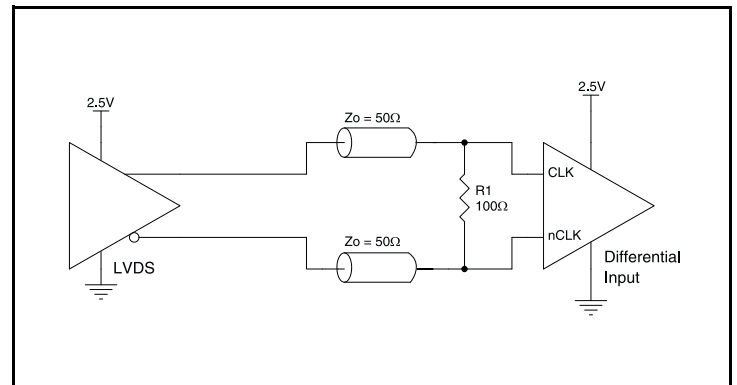 2.5V
2.5V
Zo = 50Ω
CLK
R1
100Ω
nCLK
Zo = 50Ω
LVDS
Differential
Input